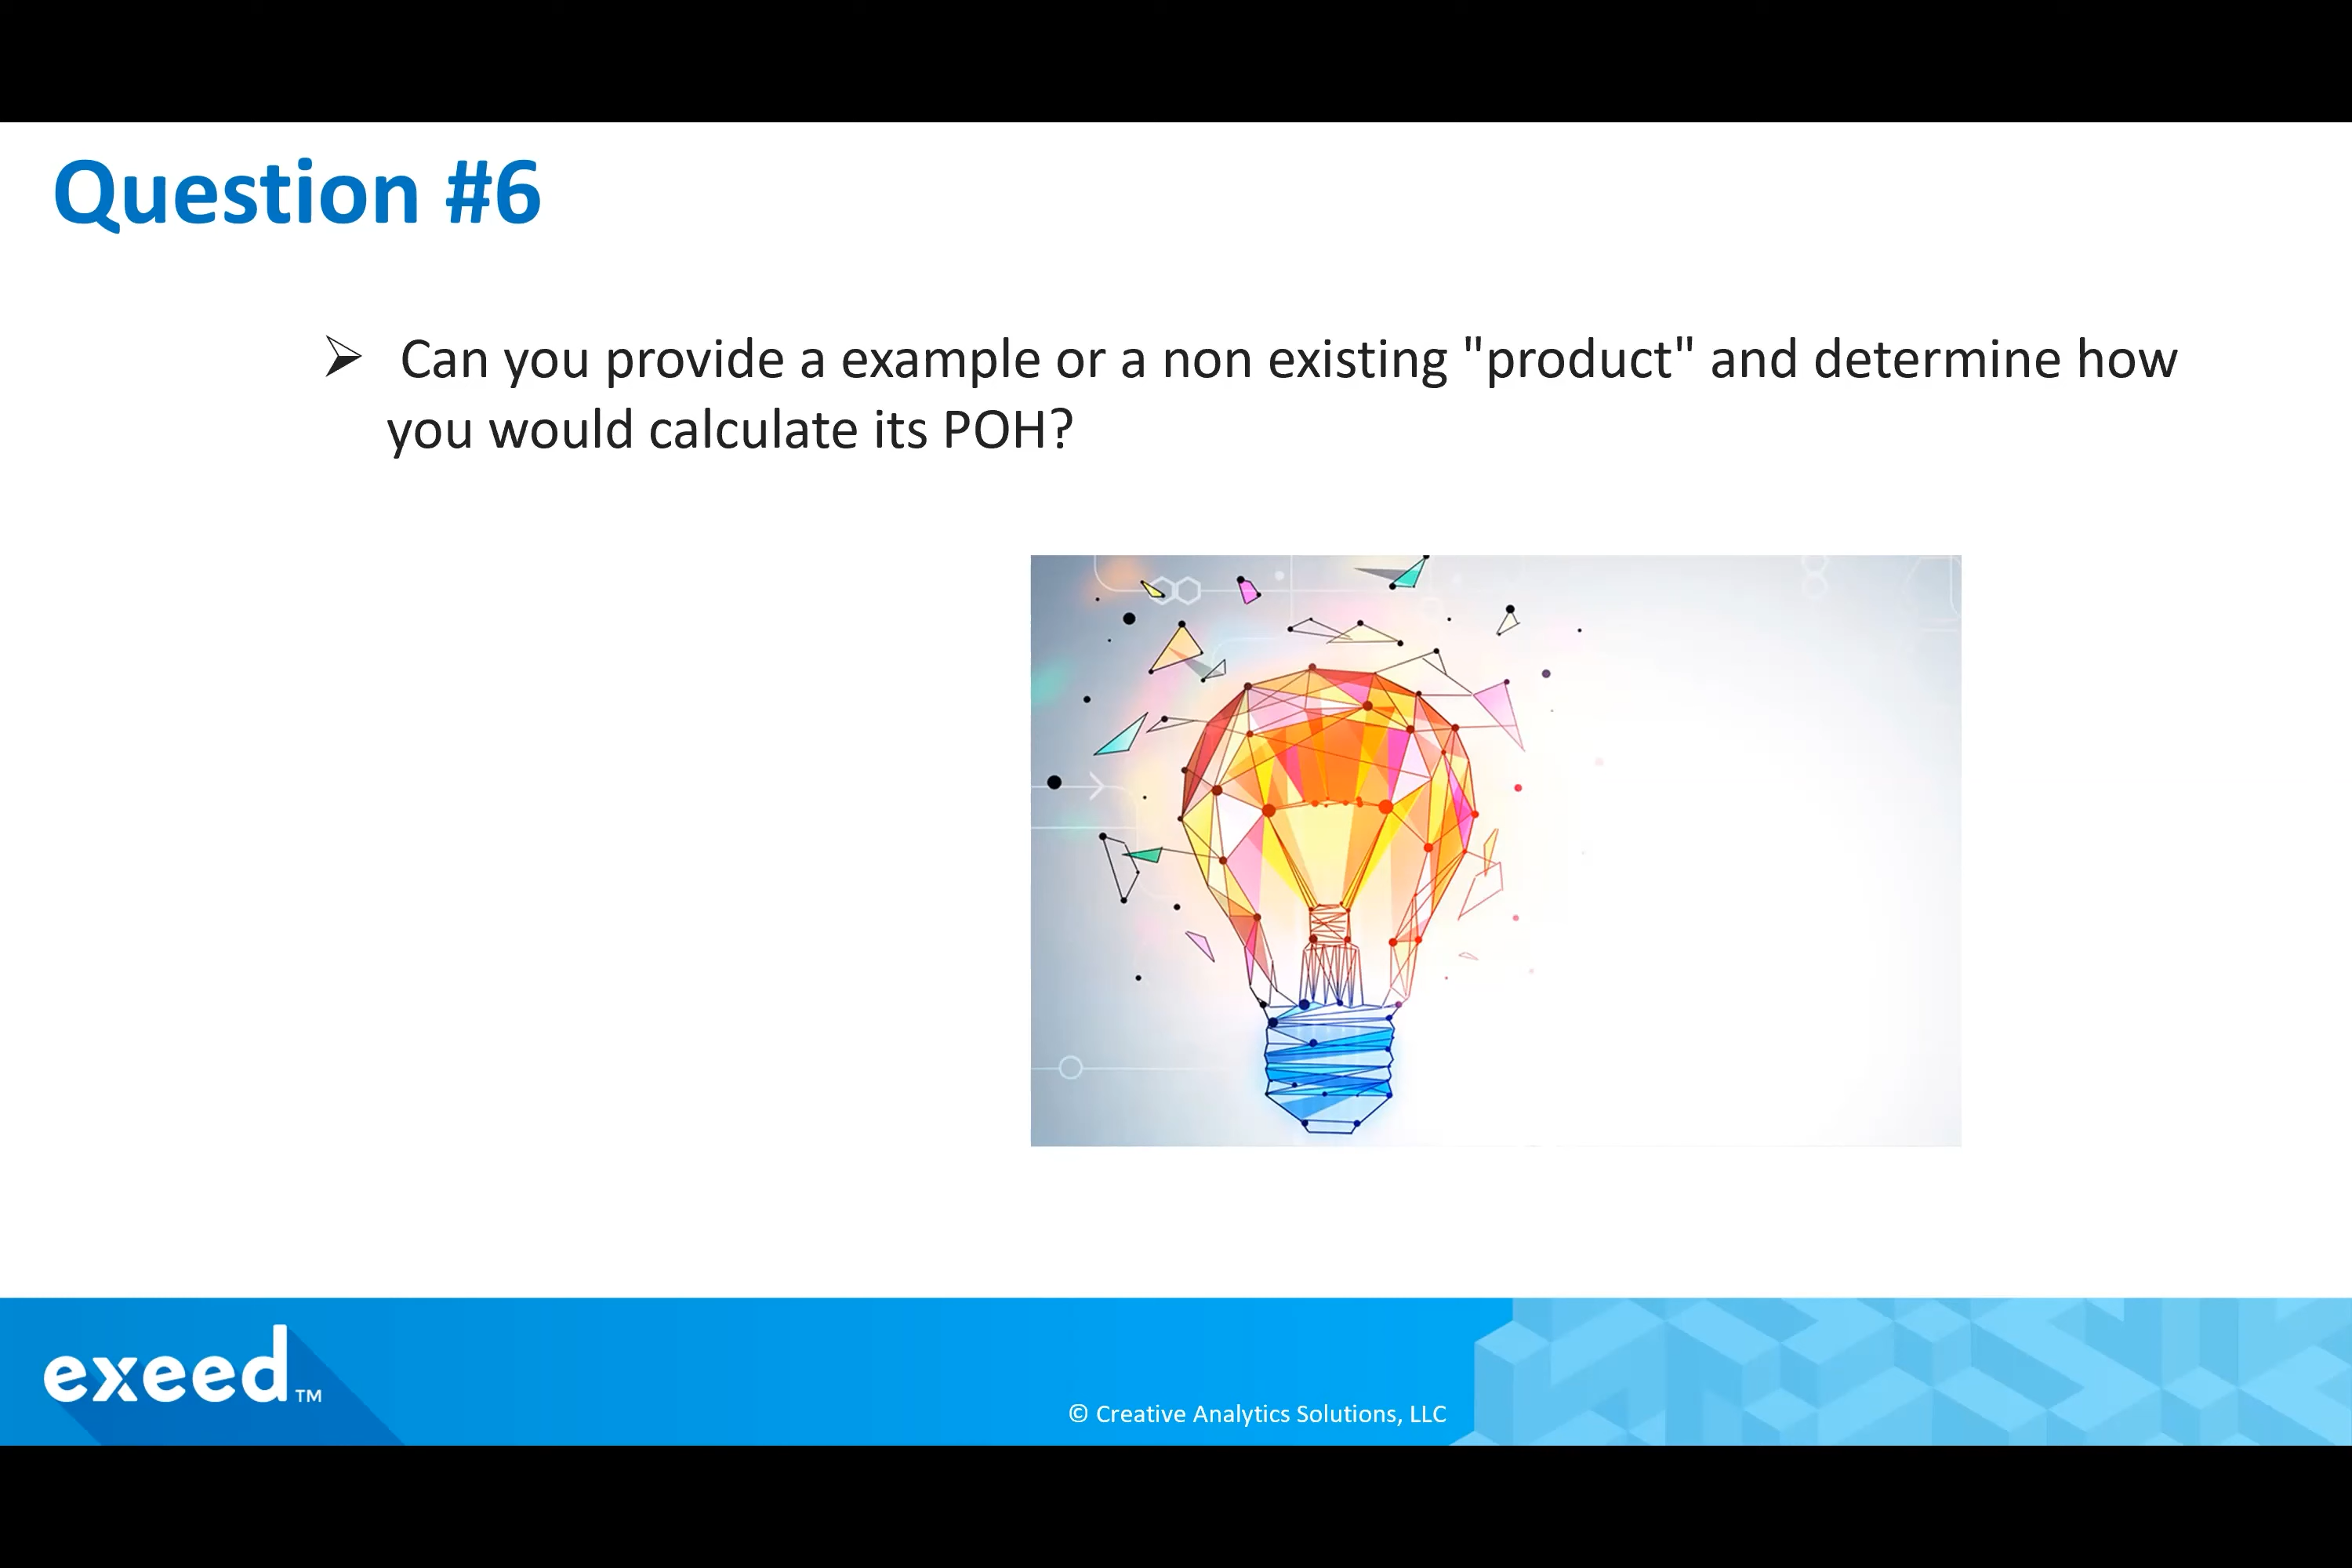 Question #6
➢ Can you provide a example or a non existing "product" and determine how
you would calculate its POH?
exeed™
© Creative Analytics Solutions, LLC